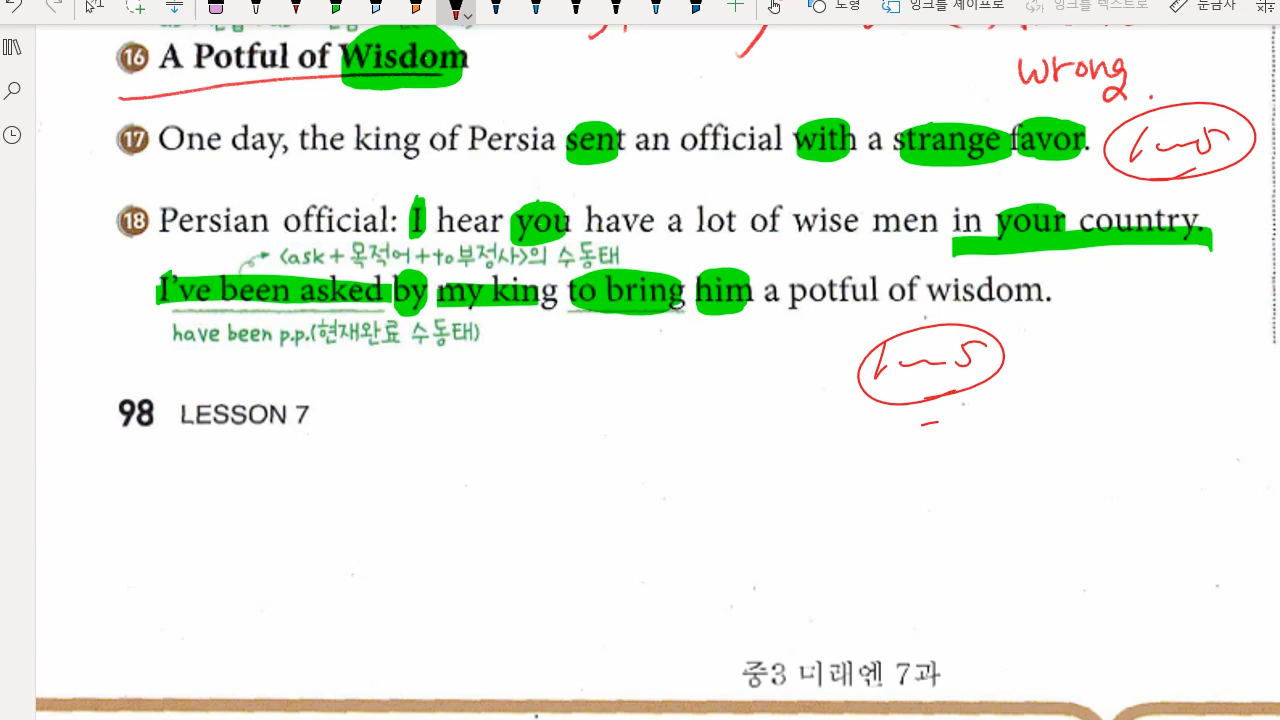 도형
잉크를 셰이프로
잉크를 텍스트로
눈금자
16 A Potful of Wisdom
wrong
17 One day, the king of Persia sent an official with a strange favor.
18 Persian official: I hear you have a lot of wise men in your country.
<ask+목적어+to부정사>의 수동태
I've been asked by my king to bring him a potful of wisdom.
have been p.p.(현재완료 수동태)
98 LESSON 7
중3 미래엔 7과